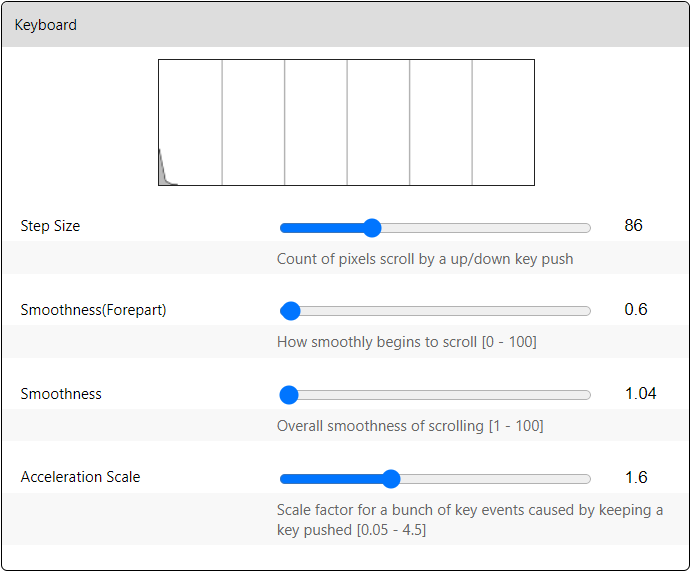 Keyboard
Step Size 86
Count of pixels scroll by a up/down key push
Smoothness(Forepart) 0.6
How smoothly begins to scroll [0 - 100]
Smoothness 1.04
Overall smoothness of scrolling [1 - 100]
Acceleration Scale 1.6
Scale factor for a bunch of key events caused by keeping a
key pushed [0.05 - 4.5]